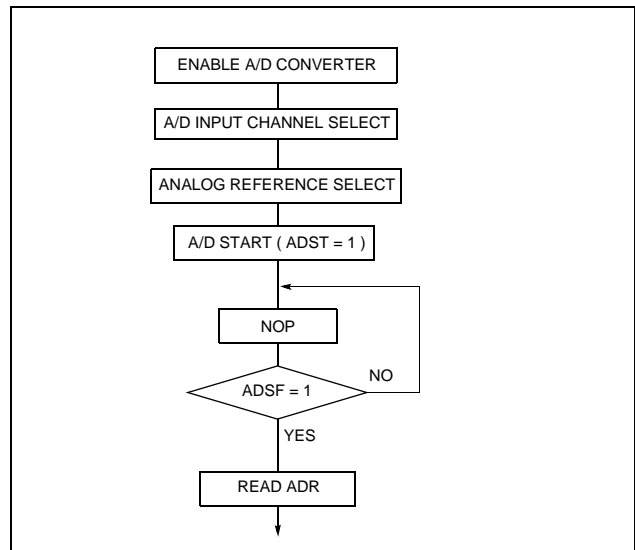 ENABLE A/D CONVERTER
A/D INPUT CHANNEL SELECT
ANALOG REFERENCE SELECT
A/D START ( ADST = 1 )
NOP
ADSF = 1
NO
YES
READ ADR